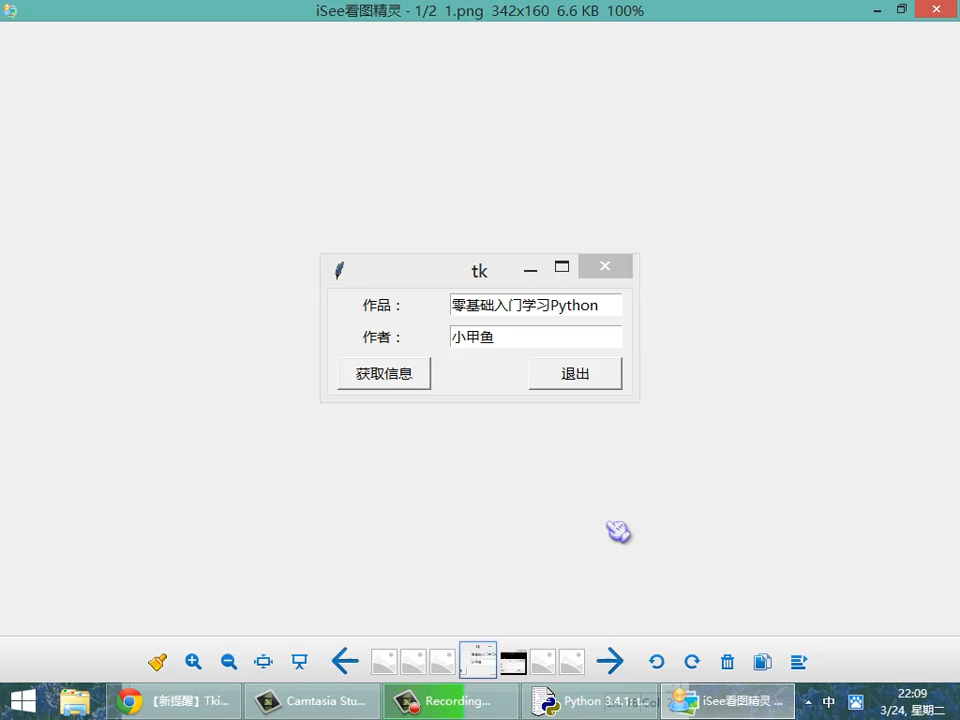 iSee看图精灵 - 1/2 1.png 342x160 6.6 KB 100%
tk
作品：
零基础入门学习Python
作者：
小甲鱼
获取信息
退出
【新提醒】Tki...
Camtasia Stu...
Recording...
Python 3.4.1: t...
iSee看图精灵 ...
中
22:09
3/24, 星期二